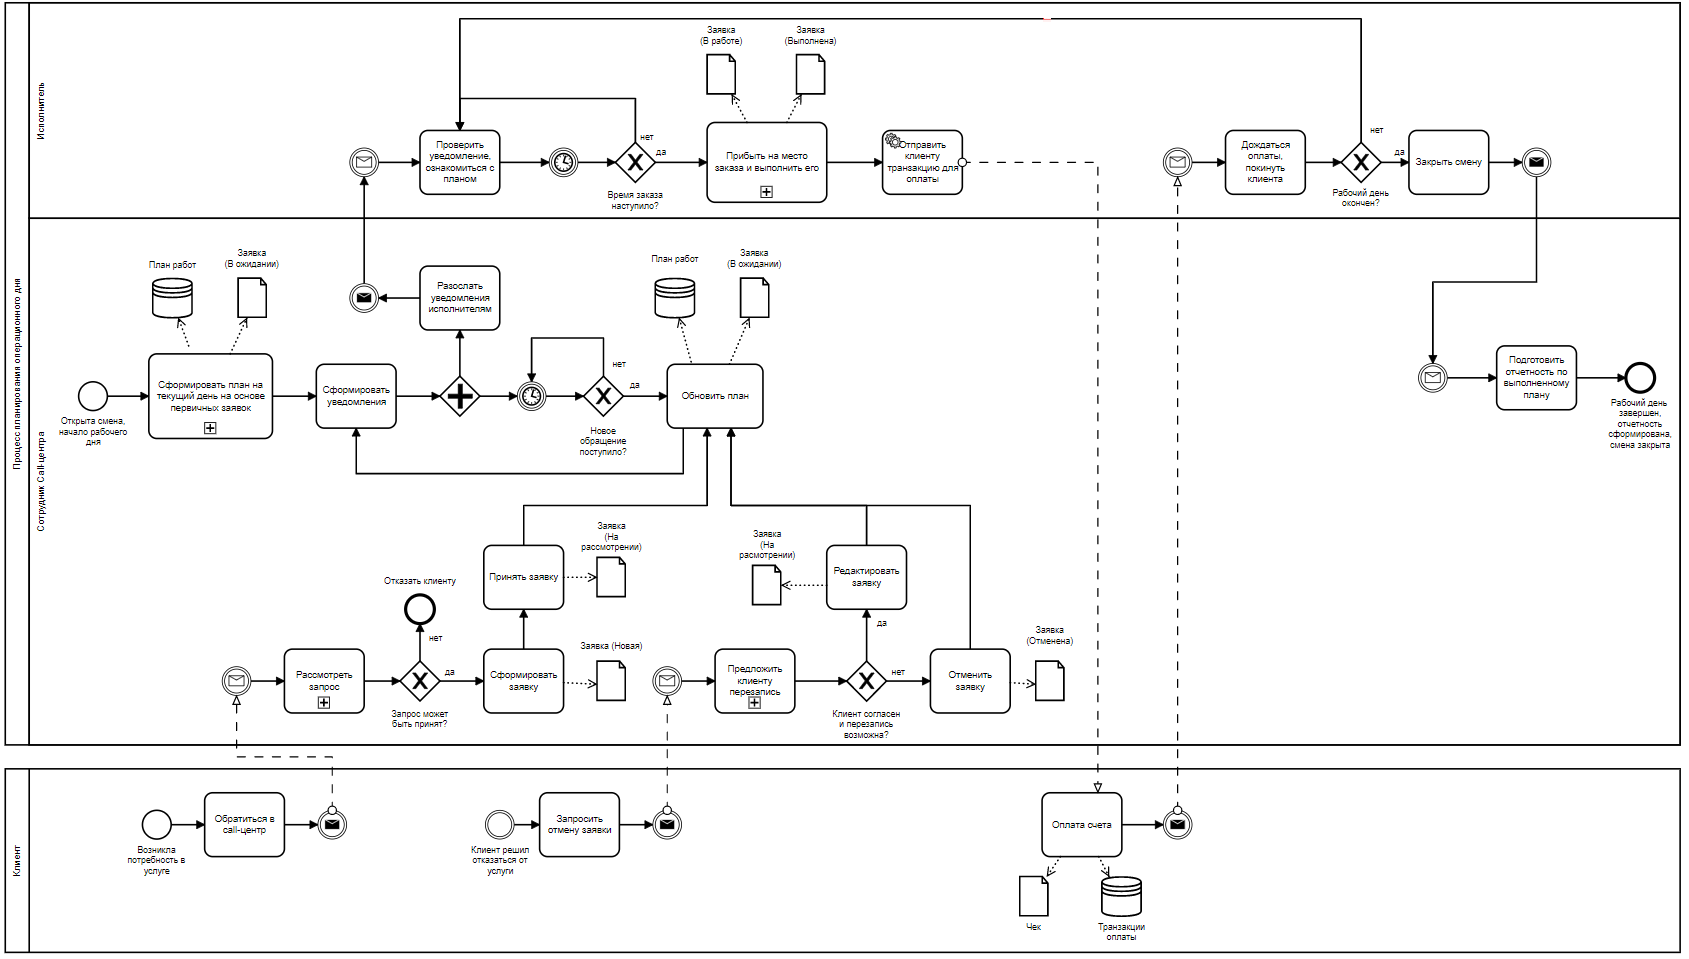 Процесс планирования операционного дня
Исполнитель
Заявка
(В работе)
Заявка
(Выполнена)
Проверить
уведомление,
ознакомиться с
планом
нет
да
Время заказа
наступило?
Прибыть на место
заказа и выполнить его
Отправить
клиенту
транзакцию для
оплаты
Дождаться
оплаты,
покинуть
клиента
нет
да
Рабочий день
окончен?
Закрыть смену
Сотрудник Call-центра
План работ
Заявка
(В ожидании)
Разослать
уведомления
исполнителям
План работ
Заявка
(В ожидании)
Открыта смена,
начало рабочего
дня
Сформировать план на
текущий день на основе
первичных заявок
Сформировать
уведомления
нет
да
Новое
обращение
поступило?
Обновить план
Подготовить
отчетность по
выполненному
плану
Рабочий день
завершен,
отчетность
сформирована,
смена закрыта
Заявка
(На
рассмотрении)
Принять заявку
Заявка
(На
расмотрении)
Редактировать
заявку
Отказать клиенту
нет
да
Рассмотреть
запрос
Запрос может
быть принят?
Сформировать
заявку
Заявка (Новая)
Предложить
клиенту
перезапись
да
нет
Клиент согласен
и перезапись
возможна?
Отменить
заявку
Заявка
(Отменена)
Клиент
Возникла
потребность в
услуге
Обратиться в
call-центр
Клиент решил
отказаться от
услуги
Запросить
отмену заявки
Оплата счета
Чек
Транзакции
оплаты